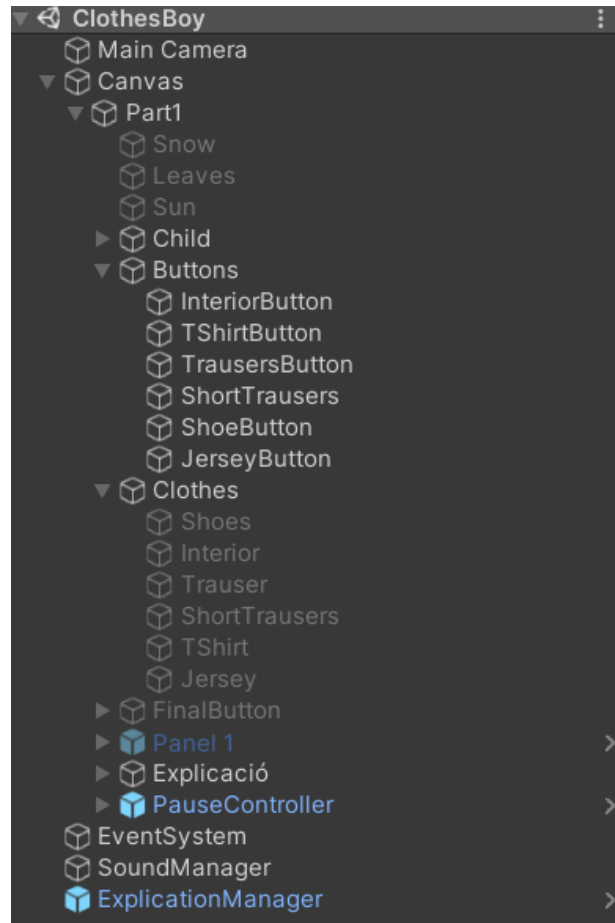 ClothesBoy
Main Camera
Canvas
Part1
Snow
Leaves
Sun
Child
Buttons
InteriorButton
TShirtButton
TrausersButton
ShortTrausers
ShoeButton
JerseyButton
Clothes
Shoes
Interior
Trauser
ShortTrausers
TShirt
Jersey
FinalButton
Panel 1
Explicació
PauseController
EventSystem
SoundManager
ExplicationManager